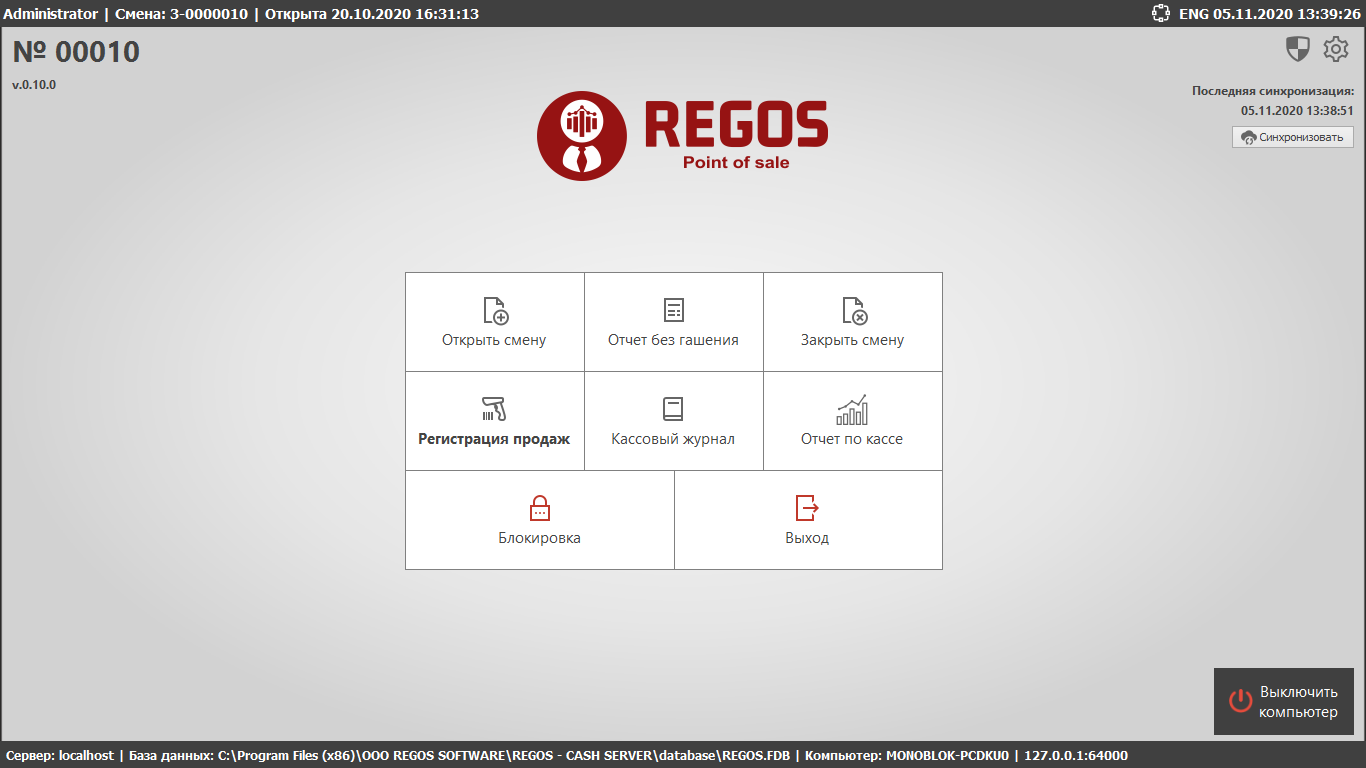 Administrator | Смена: 3-0000010 | Открыта 20.10.2020 16:31:13
ENG 05.11.2020 13:39:26
№ 00010
v.0.10.0
Последняя синхронизация:
05.11.2020 13:38:51
Синхронизовать
REGOS
Point of sale
Открыть смену
Отчет без гашения
Закрыть смену
Регистрация продаж
Кассовый журнал
Отчет по кассе
Блокировка
Выход
Выключить
компьютер
Сервер: localhost | База данных: C:\Program Files (x86)\OOO REGOS SOFTWARE\REGOS - CASH SERVER\database\REGOS.FDB | Компьютер: MONOBLOK-PCDKU0 | 127.0.0.1:64000